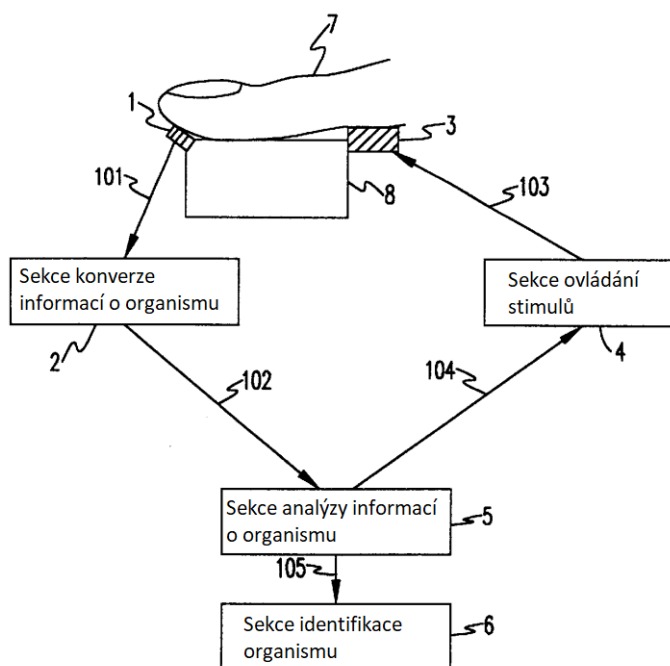 7
1
3
101
8
103
Sekce konverze
informací o organismu
Sekce ovládání
stimulů
2
4
102
104
Sekce analýzy informací
o organismu
5
105
Sekce identifikace
organismu
6